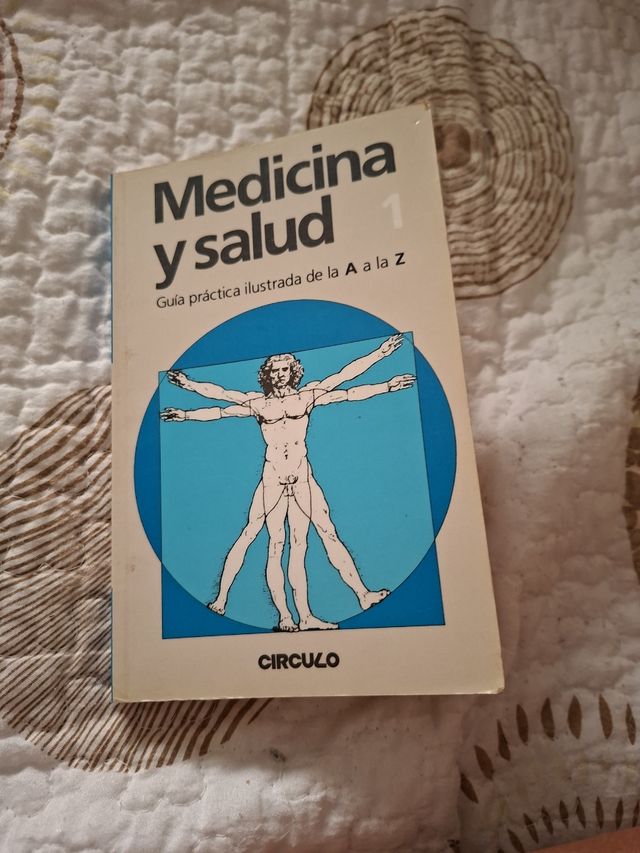 Medicina
y salud 1
Guía práctica ilustrada de la A a la Z
CIRCULO